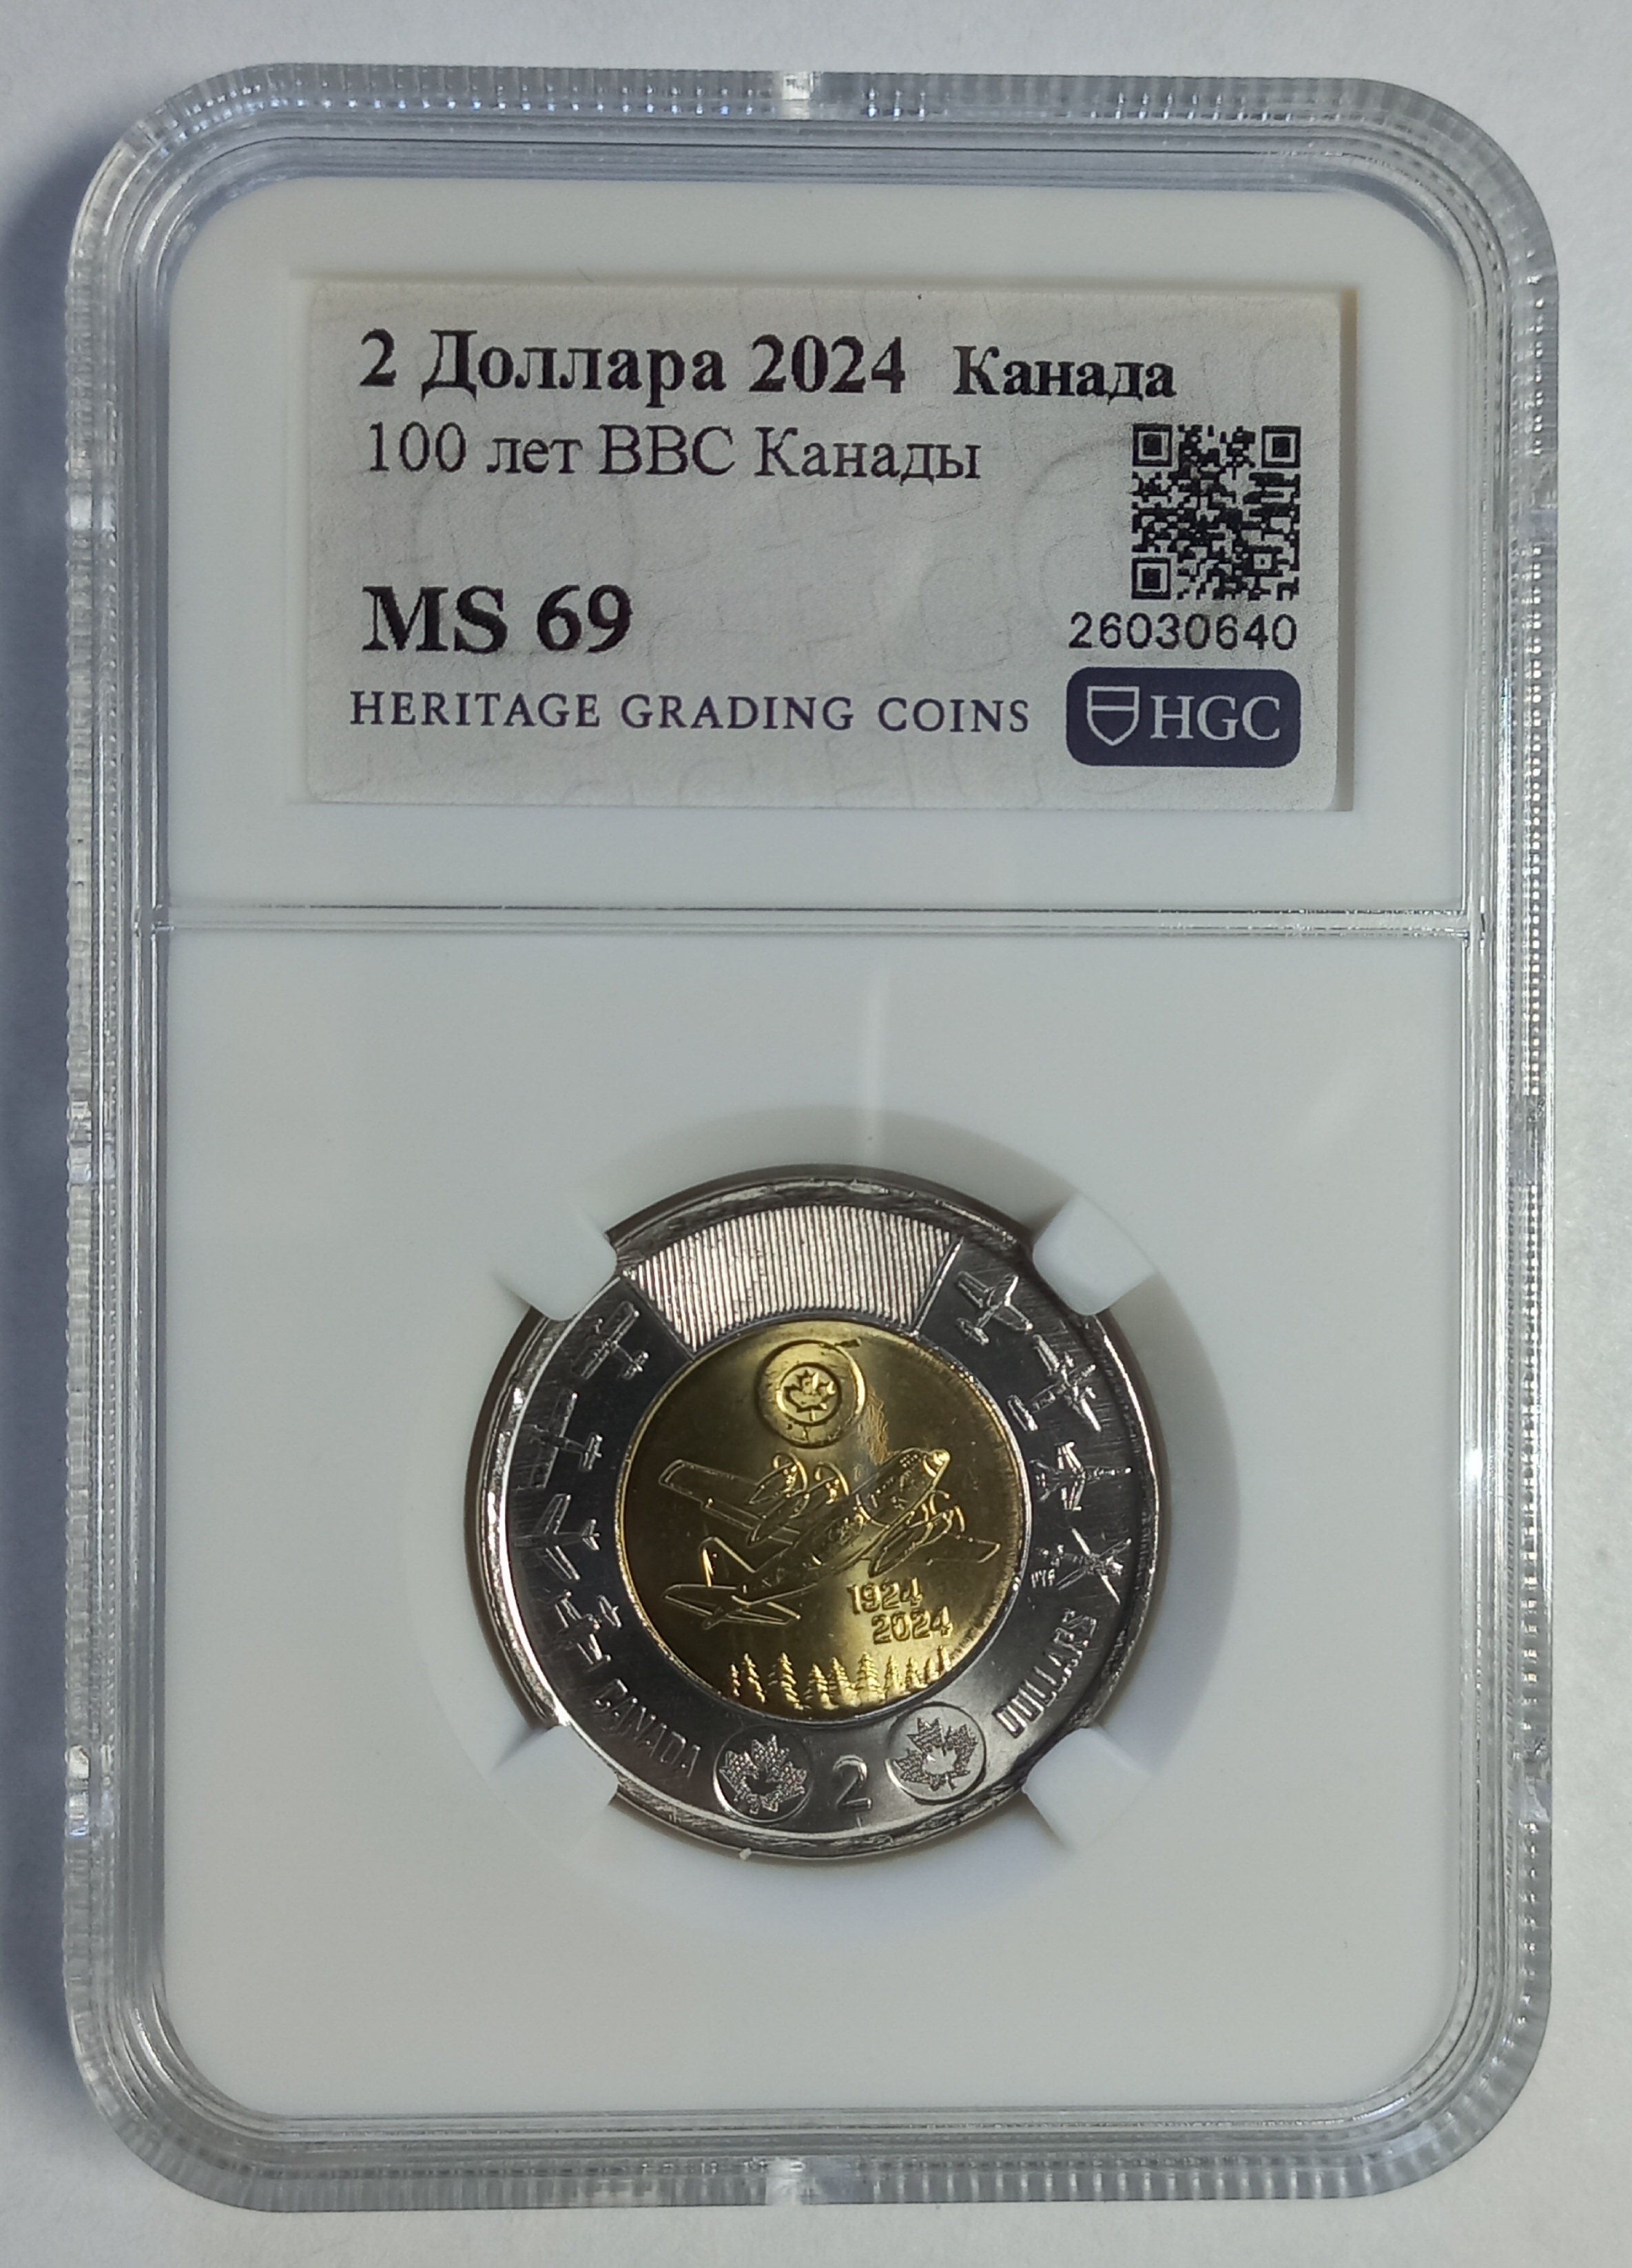 2 Доллара 2024 Канада
100 лет ВВС Канады
MS 69
26030640
HERITAGE GRADING COINS
HGC
1924
2024
CANADA
2
DOLLARS